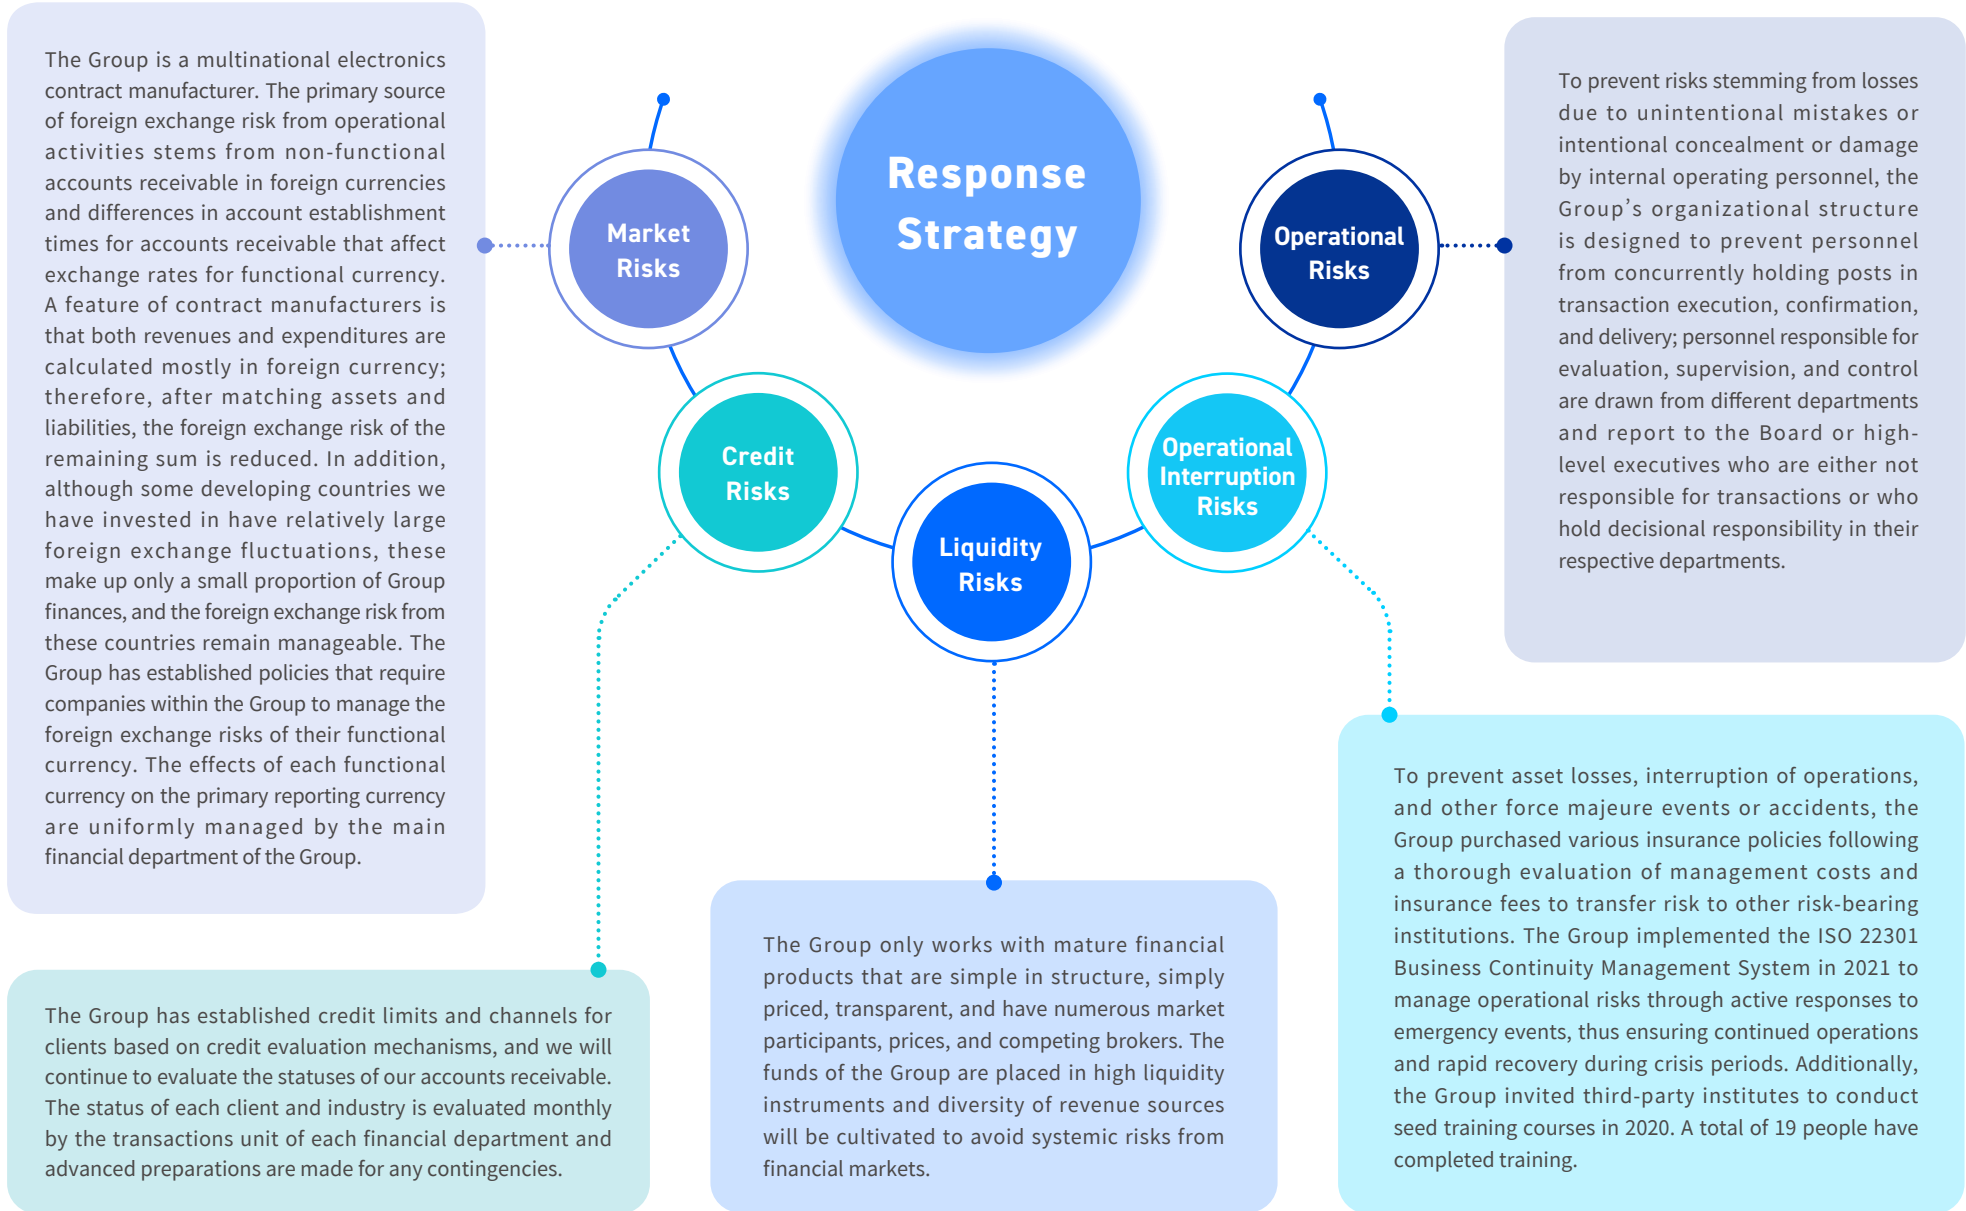 The Group is a multinational electronics
contract manufacturer. The primary source
of foreign exchange risk from operational
activities stems from non-functional
accounts receivable in foreign currencies
and differences in account establishment
times for accounts receivable that affect
exchange rates for functional currency.
A feature of contract manufacturers is
that both revenues and expenditures are
calculated mostly in foreign currency;
therefore, after matching assets and
liabilities, the foreign exchange risk of the
remaining sum is reduced. In addition,
although some developing countries we
have invested in have relatively large
foreign exchange fluctuations, these
make up only a small proportion of Group
finances, and the foreign exchange risk from
these countries remain manageable. The
Group has established policies that require
companies within the Group to manage the
foreign exchange risks of their functional
currency. The effects of each functional
currency on the primary reporting currency
are uniformly managed by the main
financial department of the Group.
Response
Strategy
Market
Risks
Credit
Risks
Liquidity
Risks
Operational
Interruption
Risks
Operational
Risks
To prevent risks stemming from losses
due to unintentional mistakes or
intentional concealment or damage
by internal operating personnel, the
Group's organizational structure
is designed to prevent personnel
from concurrently holding posts in
transaction execution, confirmation,
and delivery; personnel responsible for
evaluation, supervision, and control
are drawn from different departments
and report to the Board or high-
level executives who are either not
responsible for transactions or who
hold decisional responsibility in their
respective departments.
The Group has established credit limits and channels for
clients based on credit evaluation mechanisms, and we will
continue to evaluate the statuses of our accounts receivable.
The status of each client and industry is evaluated monthly
by the transactions unit of each financial department and
advanced preparations are made for any contingencies.
The Group only works with mature financial
products that are simple in structure, simply
priced, transparent, and have numerous market
participants, prices, and competing brokers. The
funds of the Group are placed in high liquidity
instruments and diversity of revenue sources
will be cultivated to avoid systemic risks from
financial markets.
To prevent asset losses, interruption of operations,
and other force majeure events or accidents, the
Group purchased various insurance policies following
a thorough evaluation of management costs and
insurance fees to transfer risk to other risk-bearing
institutions. The Group implemented the ISO 22301
Business Continuity Management System in 2021 to
manage operational risks through active responses to
emergency events, thus ensuring continued operations
and rapid recovery during crisis periods. Additionally,
the Group invited third-party institutes to conduct
seed training courses in 2020. A total of 19 people have
completed training.